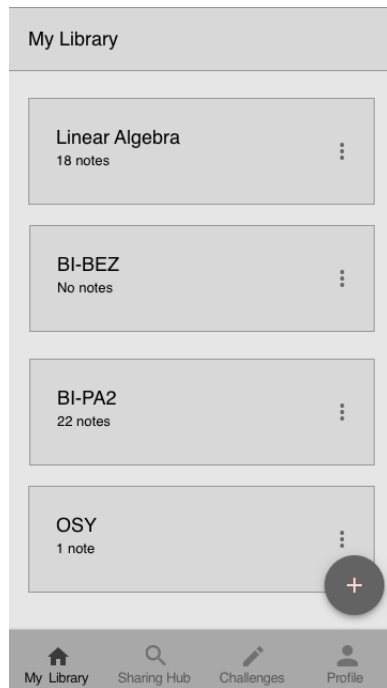 My Library
Linear Algebra
18 notes
BI-BEZ
No notes
BI-PA2
22 notes
OSY
1 note
+
My Library Sharing Hub Challenges Profile